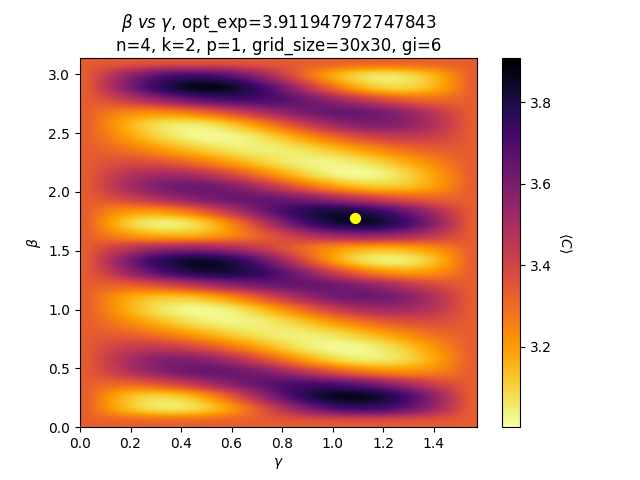 β vs γ, opt_exp=3.911947972747843
n=4, k=2, p=1, grid_size=30x30, gi=6
3.0
2.5
2.0
1.5
1.0
0.5
0.0
β
0.0 0.2 0.4 0.6 0.8 1.0 1.2 1.4
γ
3.8
3.6
3.4
3.2
⟨C⟩